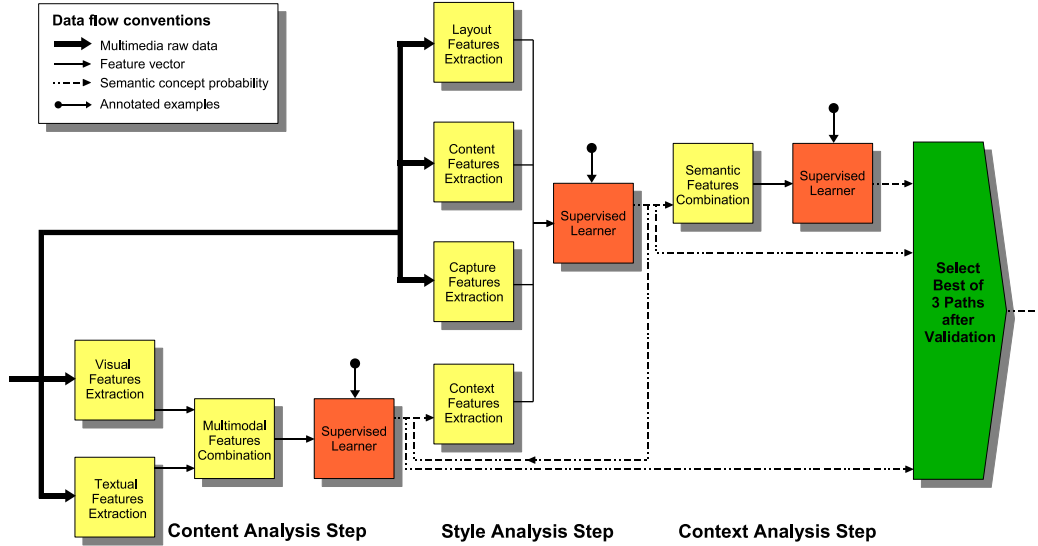 Data flow conventions
Multimedia raw data
Feature vector
Semantic concept probability
Annotated examples
Layout
Features
Extraction
Content
Features
Extraction
Capture
Features
Extraction
Context
Features
Extraction
Visual
Features
Extraction
Textual
Features
Extraction
Multimodal
Features
Combination
Supervised
Learner
Supervised
Learner
Semantic
Features
Combination
Supervised
Learner
Select
Best of
3 Paths
after
Validation
Content Analysis Step
Style Analysis Step
Context Analysis Step